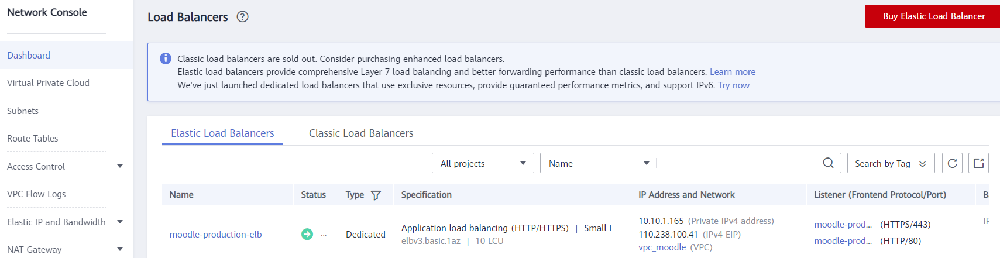 Network Console
Dashboard
Virtual Private Cloud
Subnets
Route Tables
Access Control
VPC Flow Logs
Elastic IP and Bandwidth
NAT Gateway
Load Balancers ?
Buy Elastic Load Balancer
Classic load balancers are sold out. Consider purchasing enhanced load balancers.
Elastic load balancers provide comprehensive Layer 7 load balancing and better forwarding performance than classic load balancers. Learn more
We've just launched dedicated load balancers that use exclusive resources, provide guaranteed performance metrics, and support IPv6. Try now
Elastic Load Balancers
Classic Load Balancers
All projects
Name
Search by Tag
Name Status Type Specification IP Address and Network Listener (Frontend Protocol/Port)
moodle-production-elb
...
Dedicated
Application load balancing (HTTP/HTTPS) | Small I
elbv3.basic.1az | 10 LCU
10.10.1.165 (Private IPv4 address)
110.238.100.41 (IPv4 EIP)
vpc_moodle (VPC)
moodle-prod... (HTTPS/443)
moodle-prod... (HTTP/80)